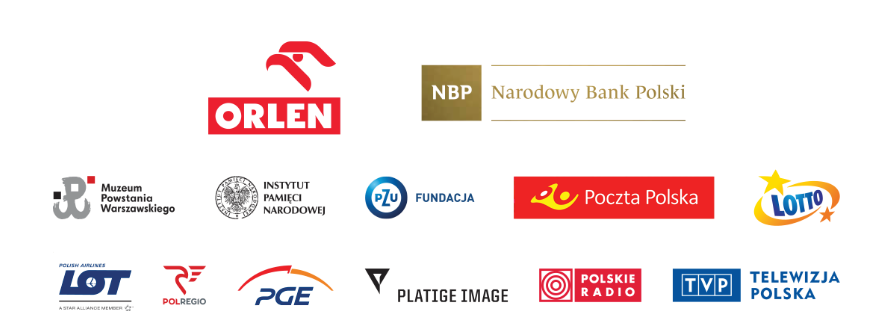 ORLEN
NBP Narodowy Bank Polski
Muzeum
Powstania
Warszawskiego
INSTYTUT
PAMIĘCI
NARODOWEJ
PZU FUNDACJA
Poczta Polska
LOTTO
POLISH AIRLINES
LOT
A STAR ALLIANCE MEMBER
POLREGIO
PGE
PLATIGE IMAGE
POLSKIE
RADIO
TVP
TELEWIZJA
POLSKA